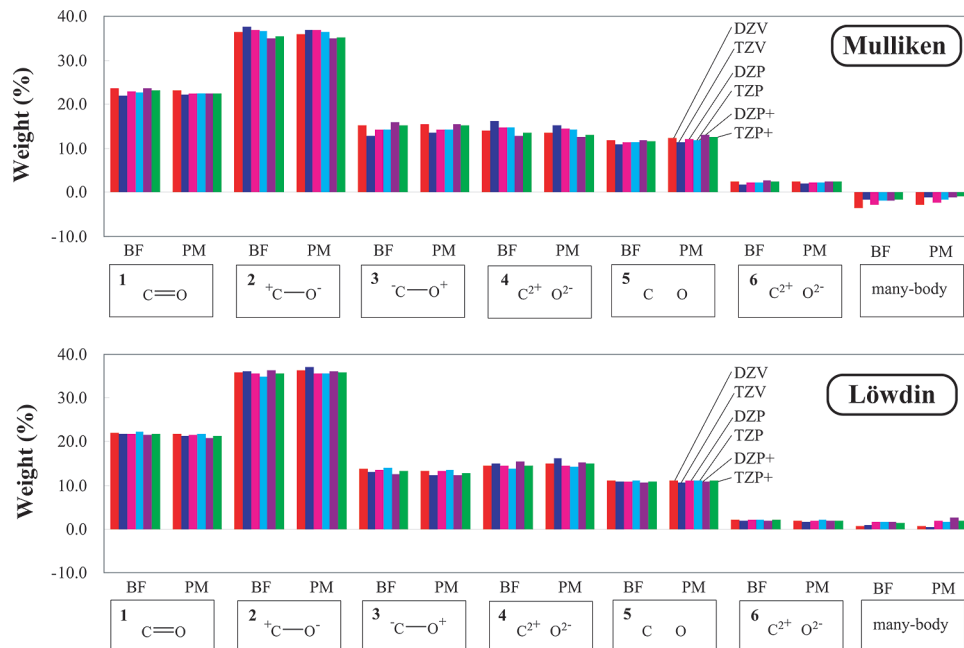 40.0
Mulliken
30.0
20.0
10.0
0.0
-10.0
Weight (%)
DZV
TZV
DZP
TZP
DZP+
TZP+
BF PM BF PM BF PM BF PM BF PM BF PM BF PM
1 C=O
2 ⁺C—O⁻
3 ⁻C—O⁺
4 C²⁺ O²⁻
5 C O
6 C²⁺ O²⁻
many-body
40.0
Löwdin
30.0
20.0
10.0
0.0
-10.0
Weight (%)
DZV
TZV
DZP
TZP
DZP+
TZP+
BF PM BF PM BF PM BF PM BF PM BF PM BF PM
1 C=O
2 ⁺C—O⁻
3 ⁻C—O⁺
4 C²⁺ O²⁻
5 C O
6 C²⁺ O²⁻
many-body